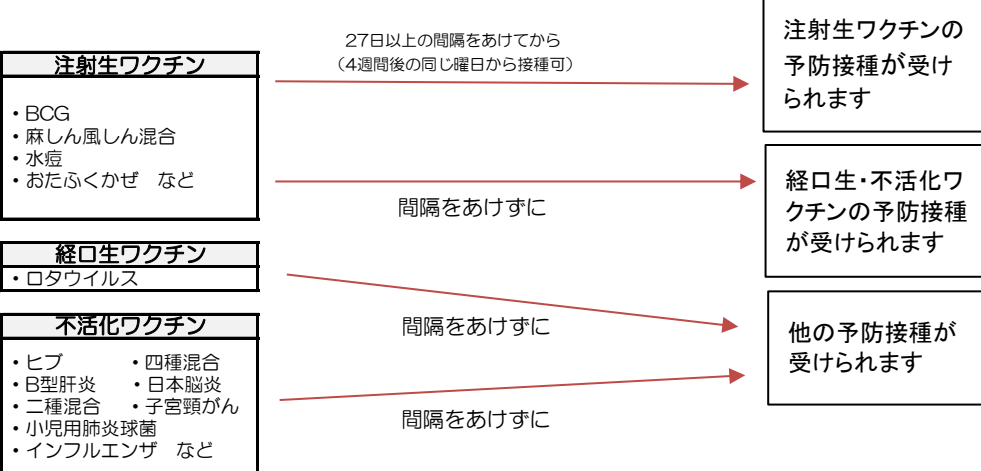 注射生ワクチン
・BCG
・麻しん風しん混合
・水痘
・おたふくかぜ　など
27日以上の間隔をあけてから
（4週間後の同じ曜日から接種可）
注射生ワクチンの
予防接種が受け
られます
間隔をあけずに
経口生・不活化ワ
クチンの予防接種
が受けられます
経口生ワクチン
・ロタウイルス
間隔をあけずに
不活化ワクチン
・ヒブ　　　・四種混合
・B型肝炎　　・日本脳炎
・二種混合　・子宮頸がん
・小児用肺炎球菌
・インフルエンザ　など
間隔をあけずに
他の予防接種が
受けられます